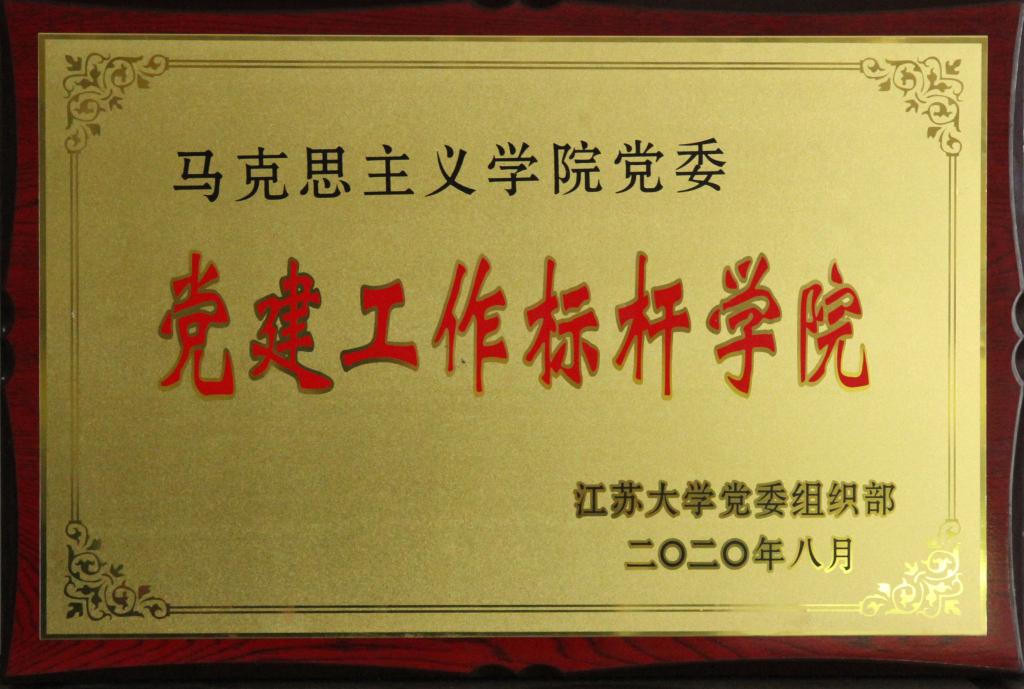 马克思主义学院党委
党建工作标杆学院
江苏大学党委组织部
二〇二〇年八月